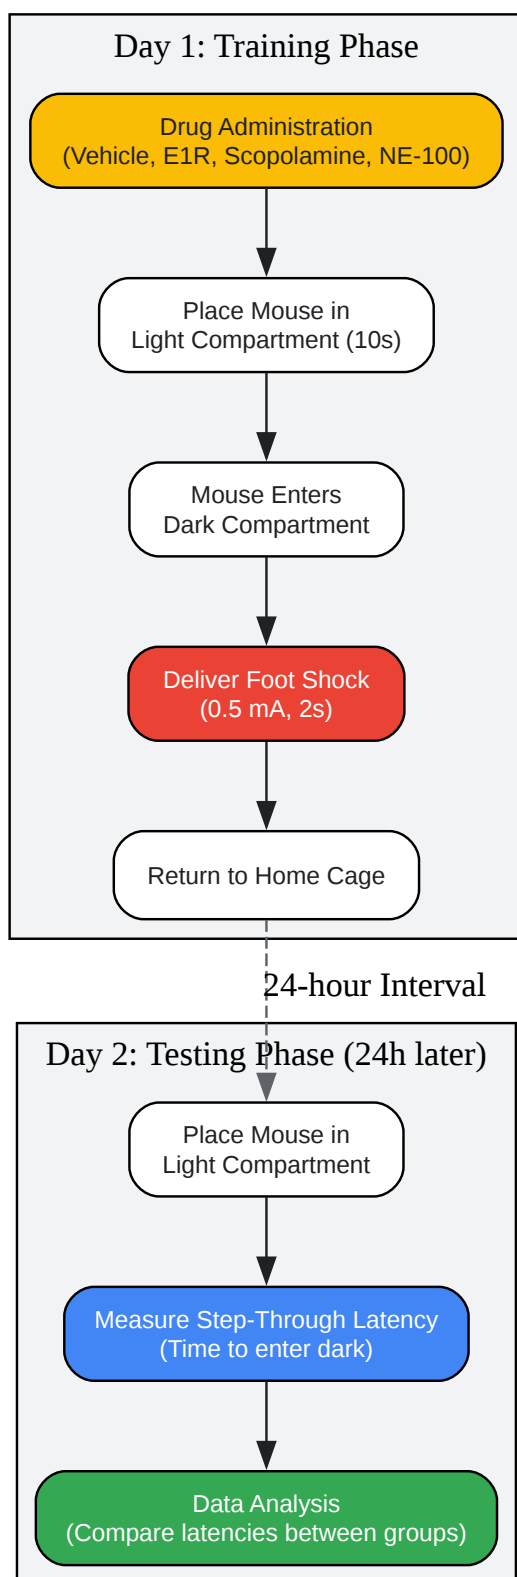 Day 1: Training Phase
Drug Administration
(Vehicle, E1R, Scopolamine, NE-100)
Place Mouse in
Light Compartment (10s)
Mouse Enters
Dark Compartment
Deliver Foot Shock
(0.5 mA, 2s)
Return to Home Cage
24-hour Interval
Day 2: Testing Phase (24h later)
Place Mouse in
Light Compartment
Measure Step-Through Latency
(Time to enter dark)
Data Analysis
(Compare latencies between groups)